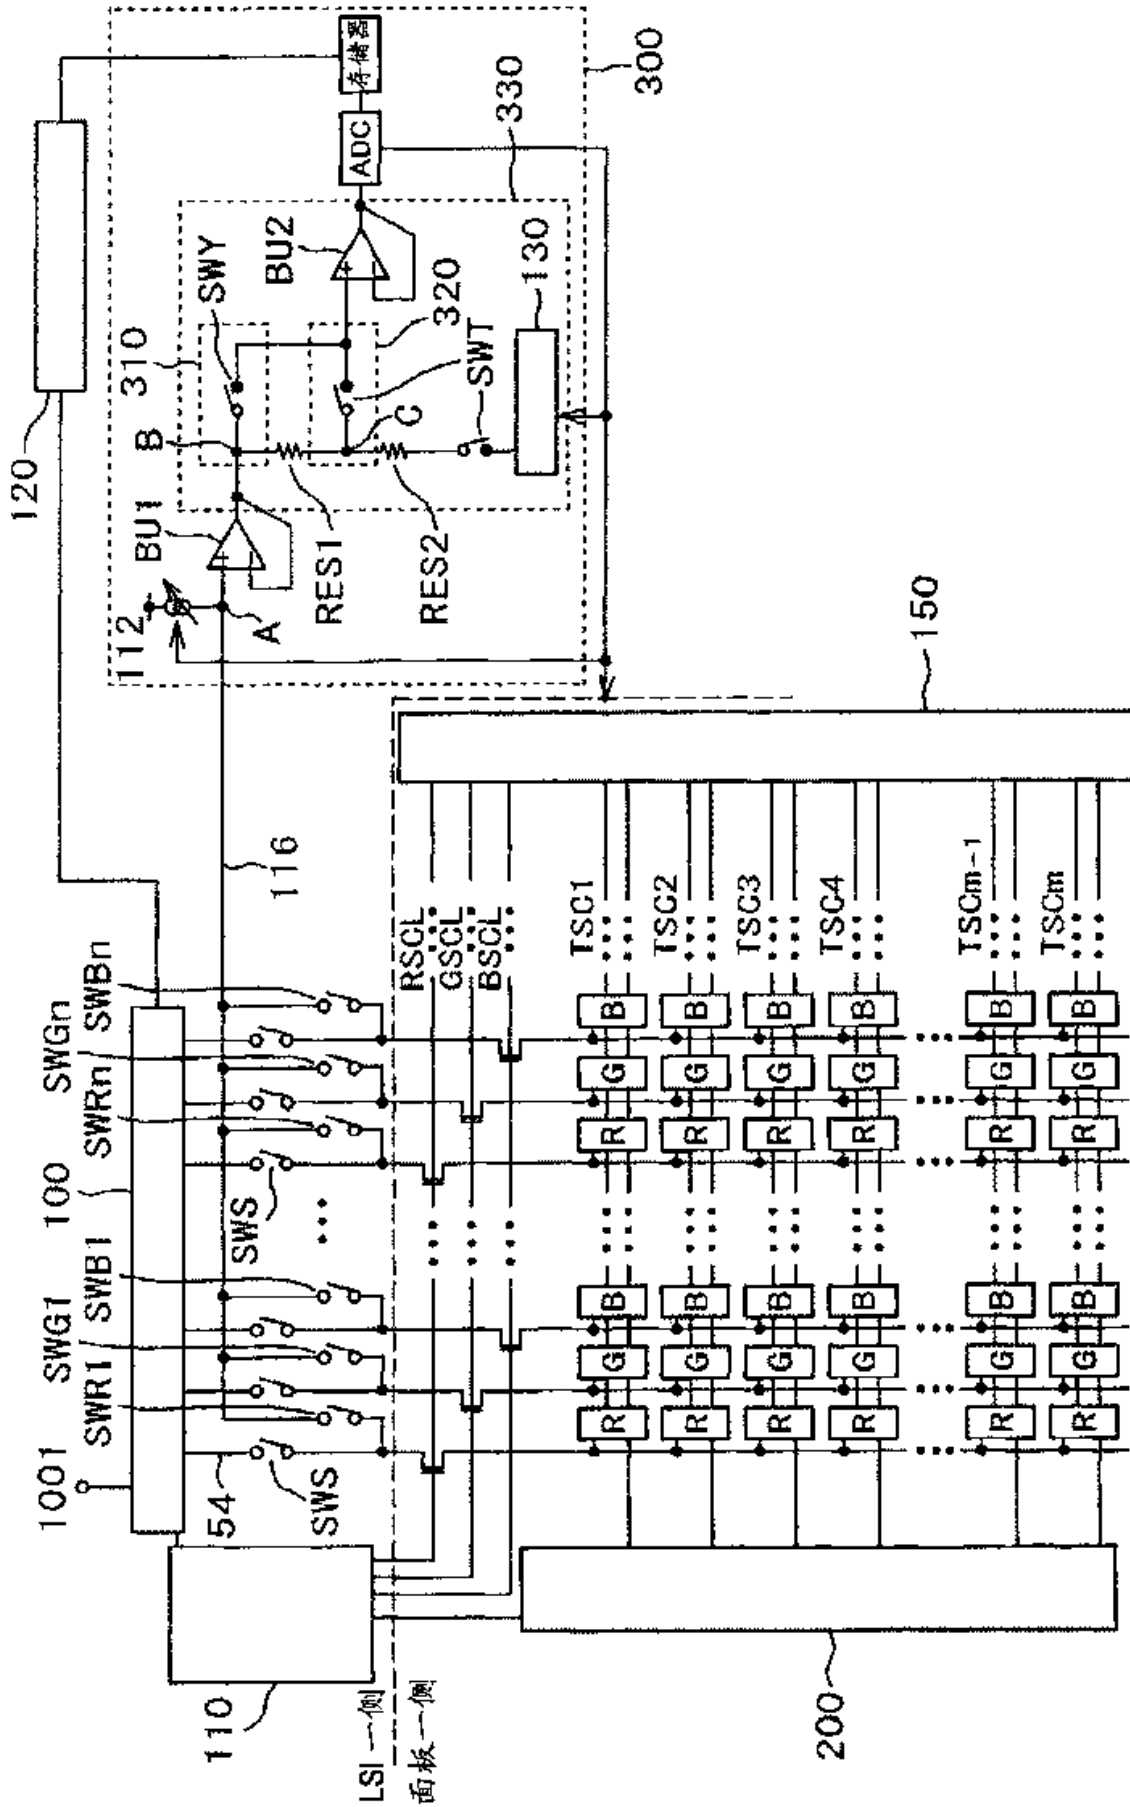 120
112
BU1
310
SWY
BU2
ADC
存储器
300
330
130
320
SWT
A
B
C
RES1
RES2
1001
SWR1
SWG1
SWB1
100
SWRn
SWGn
SWBn
116
54
SWS
SWS
110
LSI一侧
面板一侧
RSCL
GSCL
BSCL
150
R G B R G B TSC1
R G B R G B TSC2
R G B R G B TSC3
R G B R G B TSC4
R G B R G B TSCm-1
R G B R G B TSCm
200